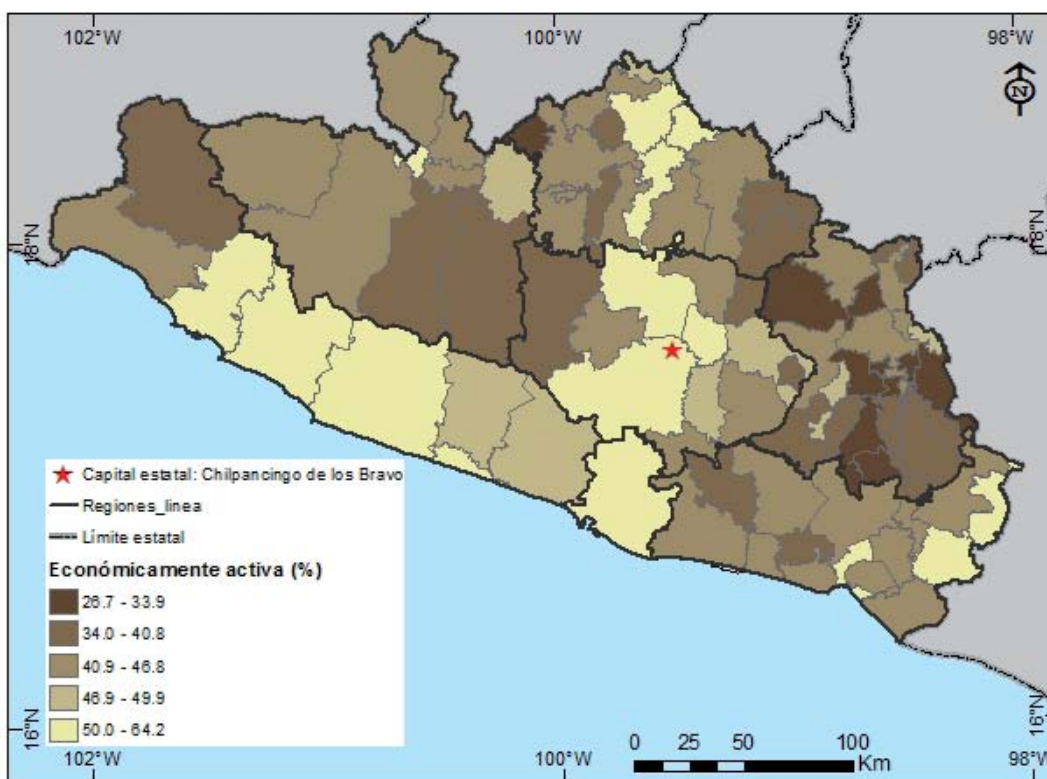 102°W 100°W 98°W
N
18°N 18°N
★ Capital estatal: Chilpancingo de los Bravo
Regiones_linea
Límite estatal
Económicamente activa (%)
26.7 - 33.9
34.0 - 40.8
40.9 - 46.8
46.9 - 49.9
50.0 - 64.2
16°N 16°N
0 25 50 100
Km
102°W 100°W 98°W